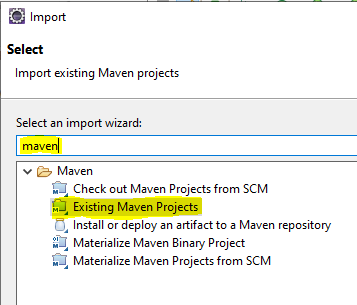 Import
Select
Import existing Maven projects
Select an import wizard:
maven
Maven
Check out Maven Projects from SCM
Existing Maven Projects
Install or deploy an artifact to a Maven repository
Materialize Maven Binary Project
Materialize Maven Projects from SCM